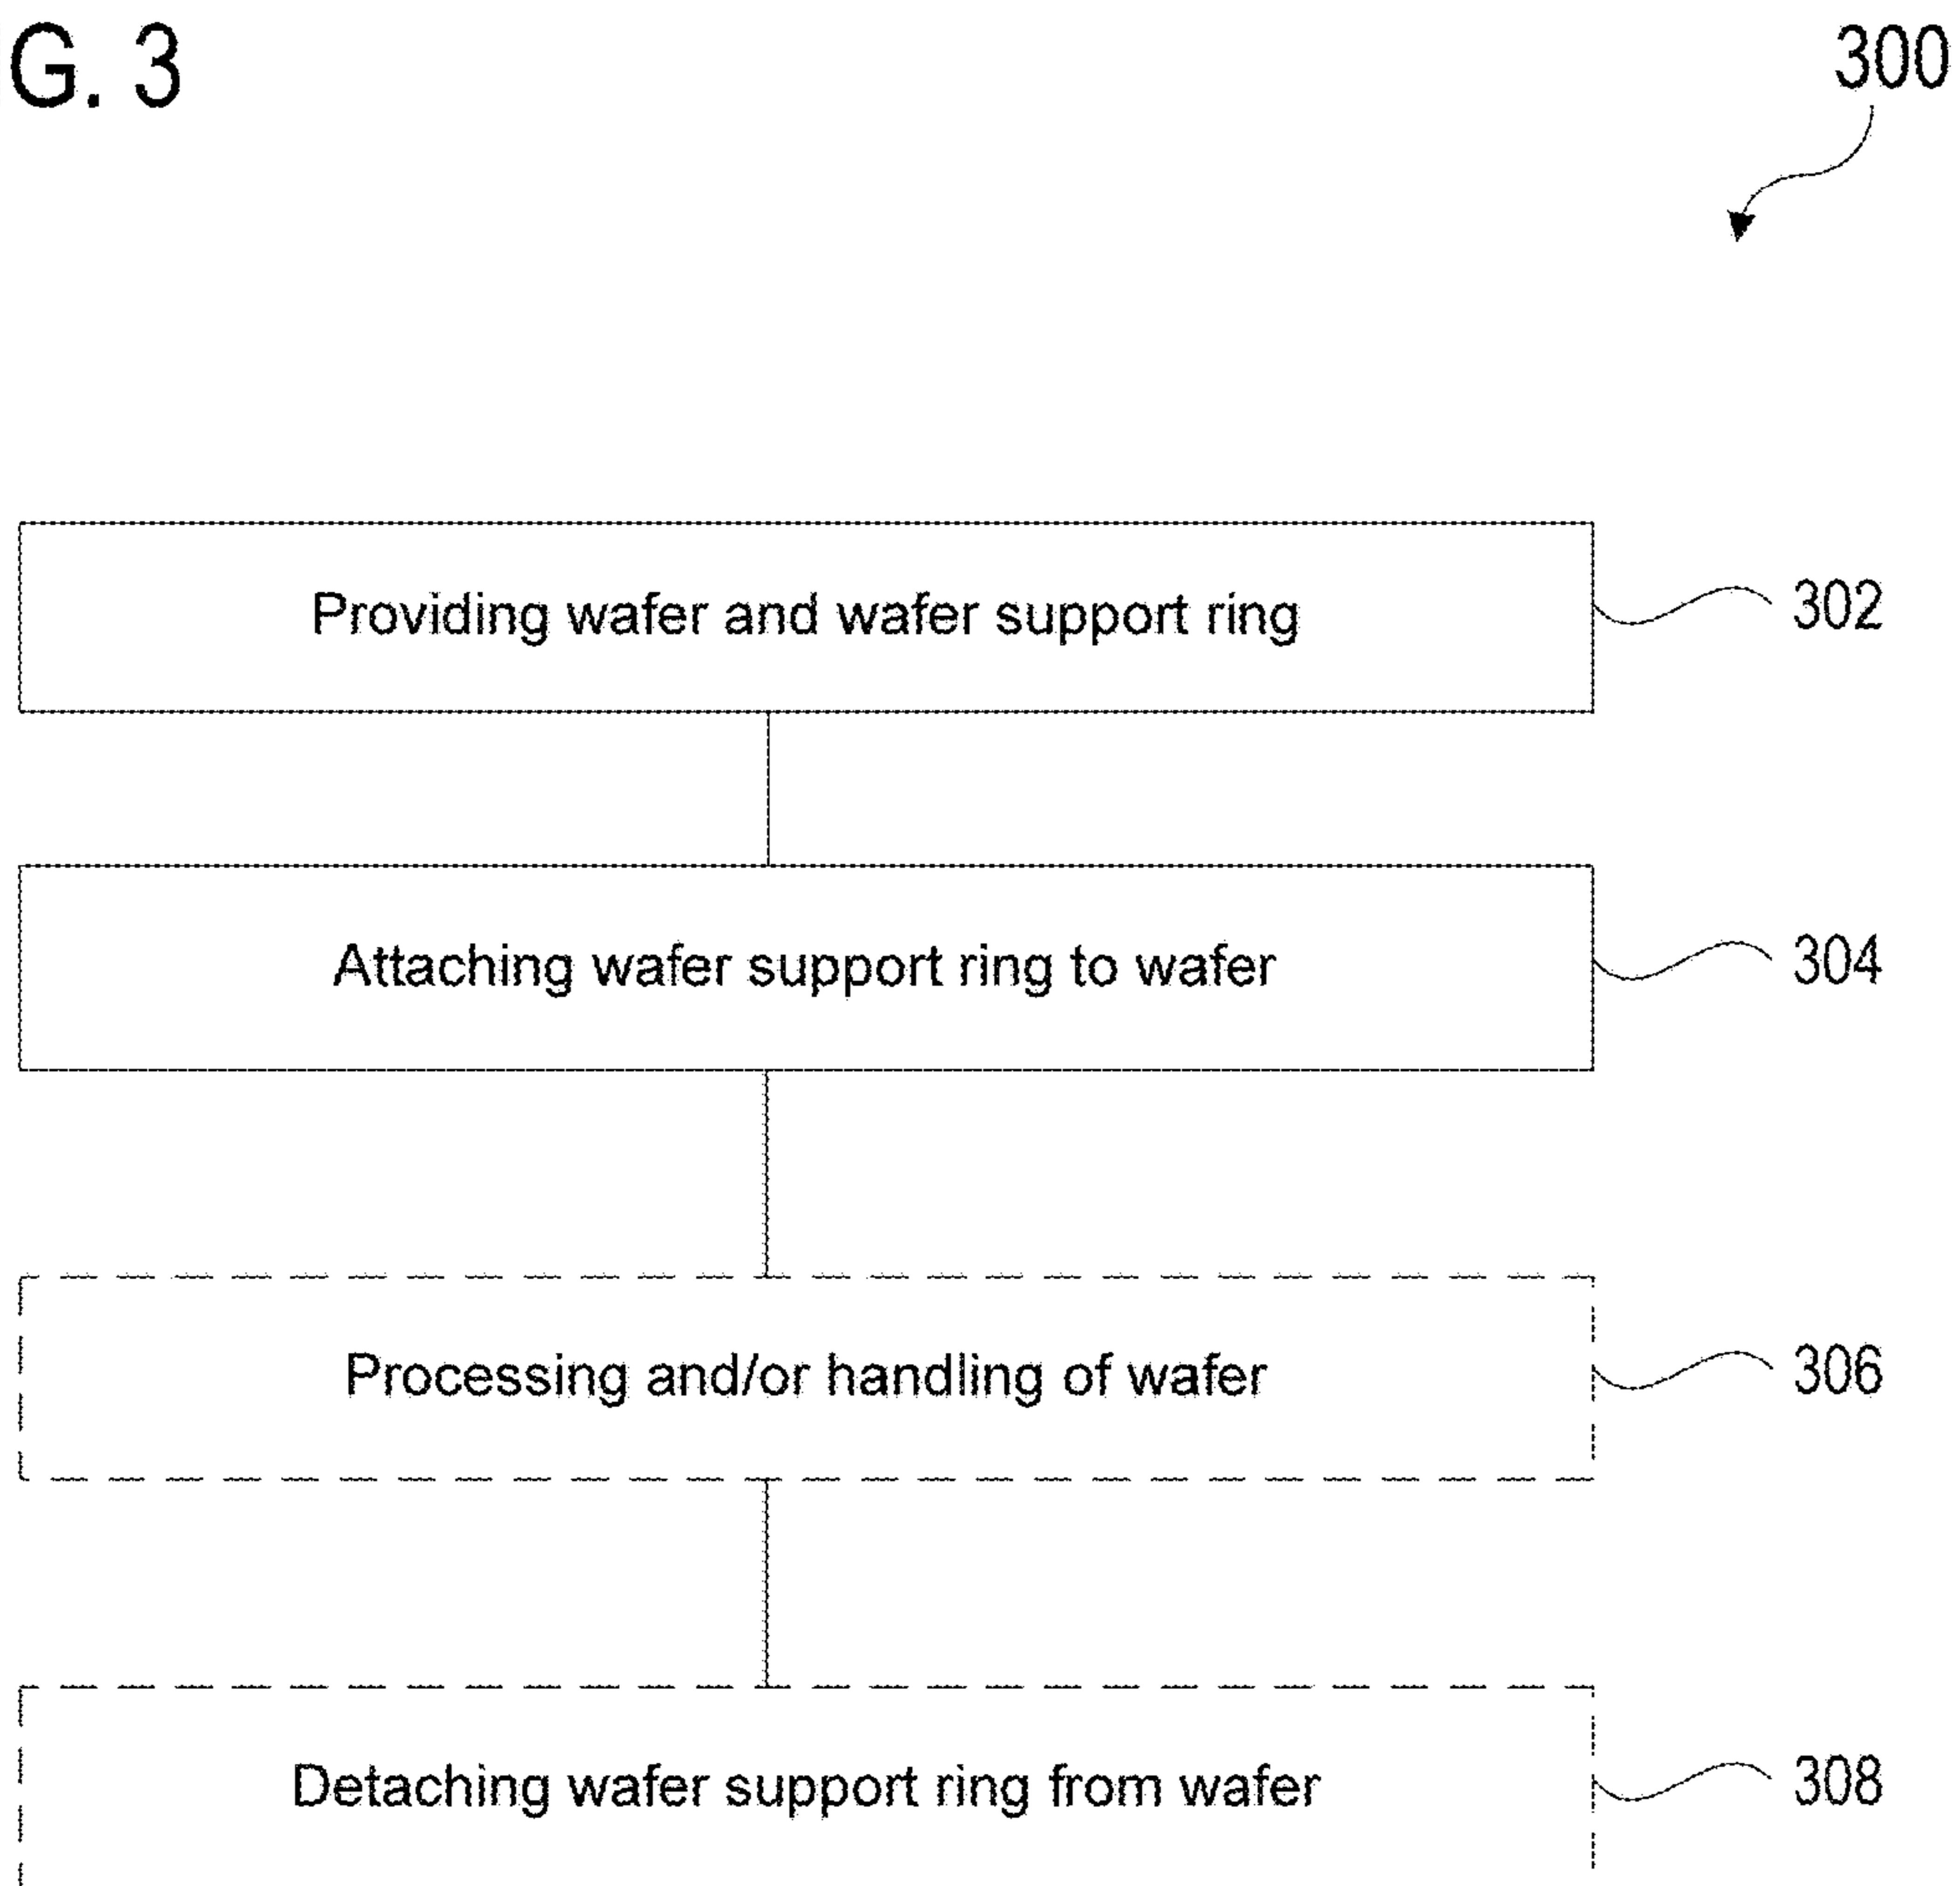 G. 3
300
Providing wafer and wafer support ring
302
Attaching wafer support ring to wafer
304
Processing and/or handling of wafer
306
Detaching wafer support ring from wafer
308